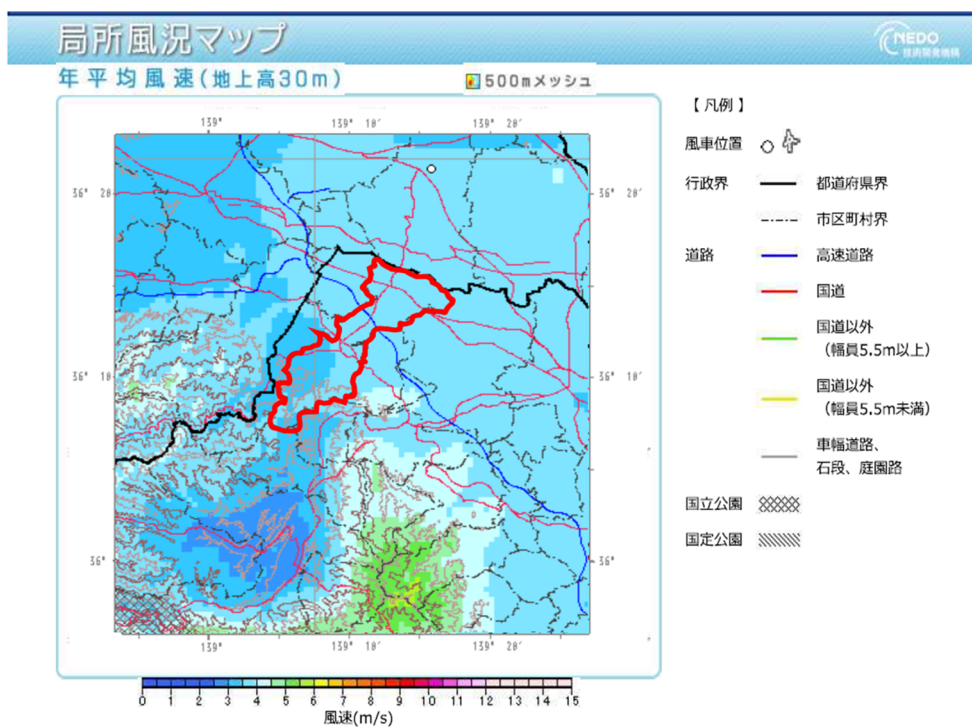 局所風況マップ
NEDO
技術開発機構
年平均風速(地上高30m)
500mメッシュ
139°
139° 10′
139° 20′
36° 20′
36° 20′
36° 10′
36° 10′
36°
36°
139°
139° 10′
139° 20′
0 1 2 3 4 5 6 7 8 9 10 11 12 13 14 15
風速(m/s)
【 凡例 】
風車位置
行政界
都道府県界
市区町村界
道路
高速道路
国道
国道以外
(幅員5.5m以上)
国道以外
(幅員5.5m未満)
車幅道路、
石段、庭園路
国立公園
国定公園